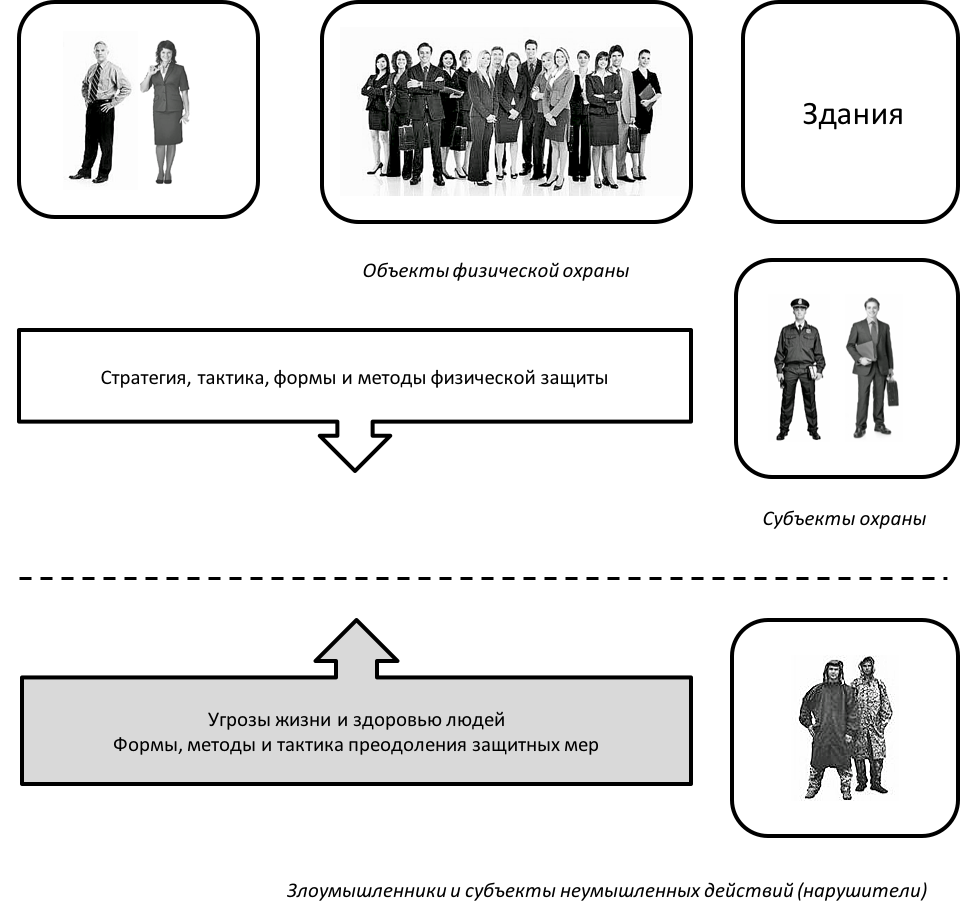 Здания
Объекты физической охраны
Стратегия, тактика, формы и методы физической защиты
Субъекты охраны
Угрозы жизни и здоровью людей
Формы, методы и тактика преодоления защитных мер
Злоумышленники и субъекты неумышленных действий (нарушители)